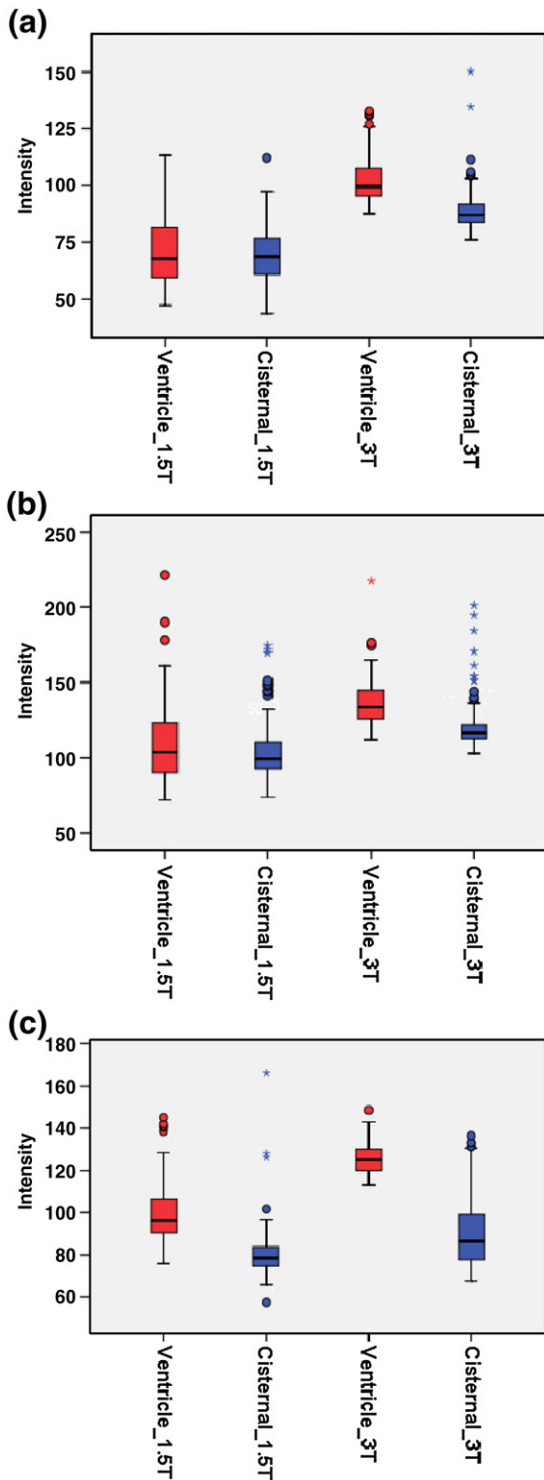 (a)
150
125
100
75
50
Intensity
Ventricle_1.5T
Cisternal_1.5T
Ventricle_3T
Cisternal_3T
(b)
250
200
150
100
50
Intensity
Ventricle_1.5T
Cisternal_1.5T
Ventricle_3T
Cisternal_3T
(c)
180
160
140
120
100
80
60
Intensity
Ventricle_1.5T
Cisternal_1.5T
Ventricle_3T
Cisternal_3T